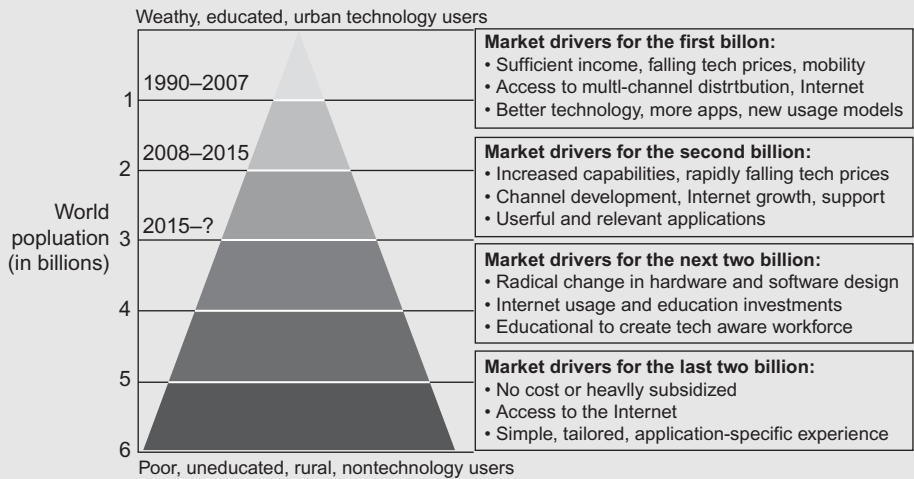 Weathy, educated, urban technology users
1990–2007
1
2008–2015
2
2015–?
3
4
5
6
World
popluation
(in billions)
Poor, uneducated, rural, nontechnology users
Market drivers for the first billon:
• Sufficient income, falling tech prices, mobility
• Access to multl-channel distrtbution, Internet
• Better technology, more apps, new usage models
Market drivers for the second billion:
• Increased capabilities, rapidly falling tech prices
• Channel development, Internet growth, support
• Userful and relevant applications
Market drivers for the next two billion:
• Radical change in hardware and software design
• Internet usage and education investments
• Educational to create tech aware workforce
Market drivers for the last two billion:
• No cost or heavlly subsidized
• Access to the Internet
• Simple, tailored, application-specific experience